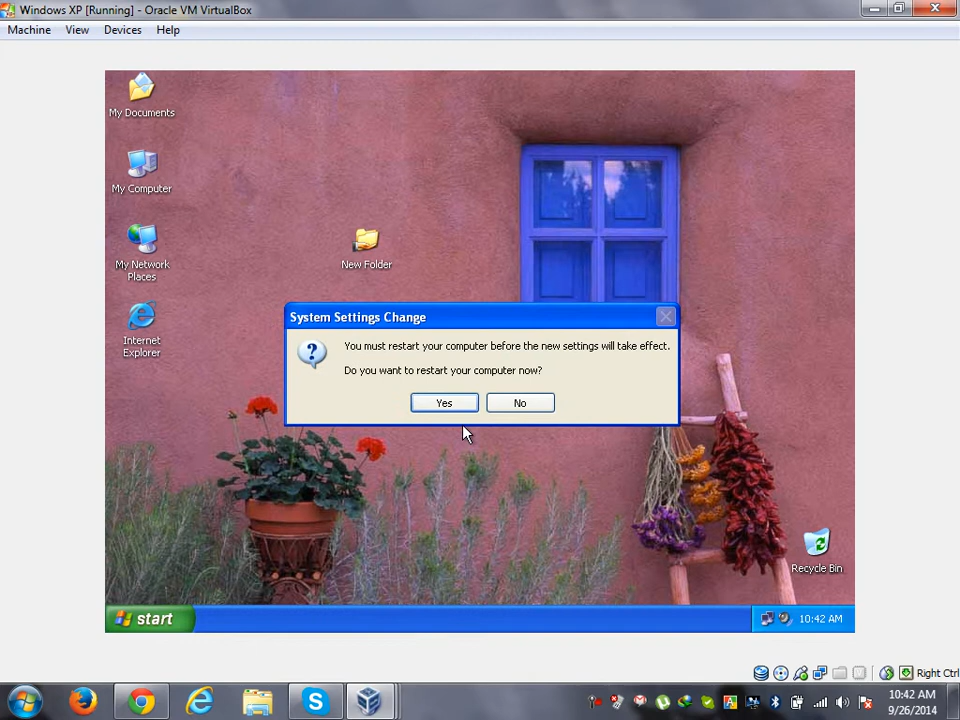 Windows XP [Running] - Oracle VM VirtualBox
Machine View Devices Help
My Documents
My Computer
My Network
Places
New Folder
Internet
Explorer
System Settings Change
You must restart your computer before the new settings will take effect.
Do you want to restart your computer now?
Yes No
Recycle Bin
start
10:42 AM
Right Ctrl
10:42 AM
9/26/2014